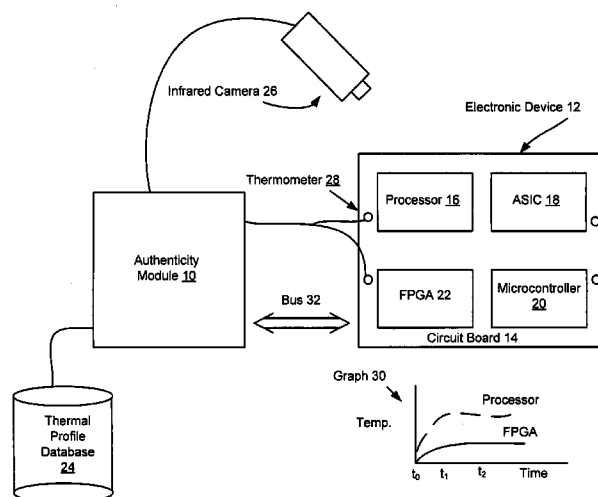 Infrared Camera 26
Electronic Device 12
Thermometer 28
Processor 16
ASIC 18
Authenticity
Module 10
Bus 32
FPGA 22
Microcontroller
20
Circuit Board 14
Thermal
Profile
Database
24
Graph 30
Temp.
Processor
FPGA
t0
t1
t2
Time